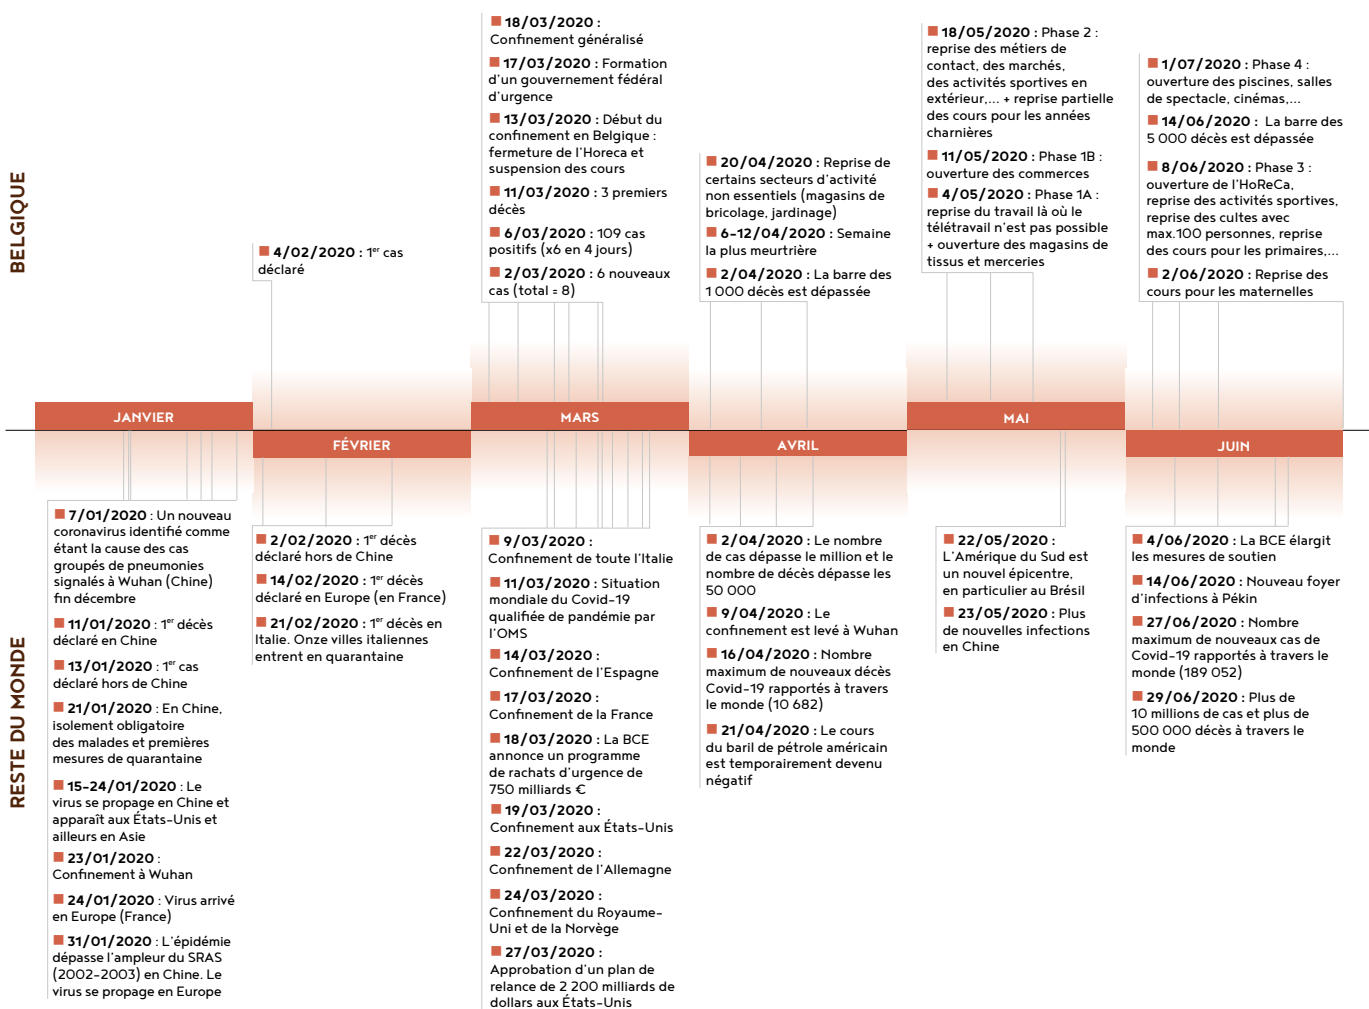 BELGIQUE
4/02/2020 : 1er cas
déclaré
18/03/2020 :
Confinement généralisé
17/03/2020 : Formation
d'un gouvernement fédéral
d'urgence
13/03/2020 : Début du
confinement en Belgique :
fermeture de l'Horeca et
suspension des cours
11/03/2020 : 3 premiers
décès
6/03/2020 : 109 cas
positifs (x6 en 4 jours)
2/03/2020 : 6 nouveaux
cas (total = 8)
20/04/2020 : Reprise de
certains secteurs d'activité
non essentiels (magasins de
bricolage, jardinage)
6-12/04/2020 : Semaine
la plus meurtrière
2/04/2020 : La barre des
1 000 décès est dépassée
18/05/2020 : Phase 2 :
reprise des métiers de
contact, des marchés,
des activités sportives en
extérieur,... + reprise partielle
des cours pour les années
charnières
11/05/2020 : Phase 1B :
ouverture des commerces
4/05/2020 : Phase 1A :
reprise du travail là où le
télétravail n'est pas possible
+ ouverture des magasins de
tissus et merceries
1/07/2020 : Phase 4 :
ouverture des piscines, salles
de spectacle, cinémas,...
14/06/2020 : La barre des
5 000 décès est dépassée
8/06/2020 : Phase 3 :
ouverture de l'HoReCa,
reprise des activités sportives,
reprise des cultes avec
max.100 personnes, reprise
des cours pour les primaires,...
2/06/2020 : Reprise des
cours pour les maternelles
JANVIER
FÉVRIER
MARS
AVRIL
MAI
JUIN
RESTE DU MONDE
7/01/2020 : Un nouveau
coronavirus identifié comme
étant la cause des cas
groupés de pneumonies
signalés à Wuhan (Chine)
fin décembre
11/01/2020 : 1er décès
déclaré en Chine
13/01/2020 : 1er cas
déclaré hors de Chine
21/01/2020 : En Chine,
isolement obligatoire
des malades et premières
mesures de quarantaine
15-24/01/2020 : Le
virus se propage en Chine et
apparaît aux États-Unis et
ailleurs en Asie
23/01/2020 :
Confinement à Wuhan
24/01/2020 : Virus arrivé
en Europe (France)
31/01/2020 : L'épidémie
dépasse l'ampleur du SRAS
(2002-2003) en Chine. Le
virus se propage en Europe
2/02/2020 : 1er décès
déclaré hors de Chine
14/02/2020 : 1er décès
déclaré en Europe (en France)
21/02/2020 : 1er décès en
Italie. Onze villes italiennes
entrent en quarantaine
9/03/2020 :
Confinement de toute l'Italie
11/03/2020 : Situation
mondiale du Covid-19
qualifiée de pandémie par
l'OMS
14/03/2020 :
Confinement de l'Espagne
17/03/2020 :
Confinement de la France
18/03/2020 : La BCE
annonce un programme
de rachats d'urgence de
750 milliards €
19/03/2020 :
Confinement aux États-Unis
22/03/2020 :
Confinement de l'Allemagne
24/03/2020 :
Confinement du Royaume-
Uni et de la Norvège
27/03/2020 :
Approbation d'un plan de
relance de 2 200 milliards de
dollars aux États-Unis
2/04/2020 : Le nombre
de cas dépasse le million et le
nombre de décès dépasse les
50 000
9/04/2020 : Le
confinement est levé à Wuhan
16/04/2020 : Nombre
maximum de nouveaux décès
Covid-19 rapportés à travers
le monde (10 682)
21/04/2020 : Le cours
du baril de pétrole américain
est temporairement devenu
négatif
22/05/2020 :
L'Amérique du Sud est
un nouvel épicentre,
en particulier au Brésil
23/05/2020 : Plus
de nouvelles infections
en Chine
4/06/2020 : La BCE élargit
les mesures de soutien
14/06/2020 : Nouveau foyer
d'infections à Pékin
27/06/2020 : Nombre
maximum de nouveaux cas de
Covid-19 rapportés à travers le
monde (189 052)
29/06/2020 : Plus de
10 millions de cas et plus de
500 000 décès à travers le
monde